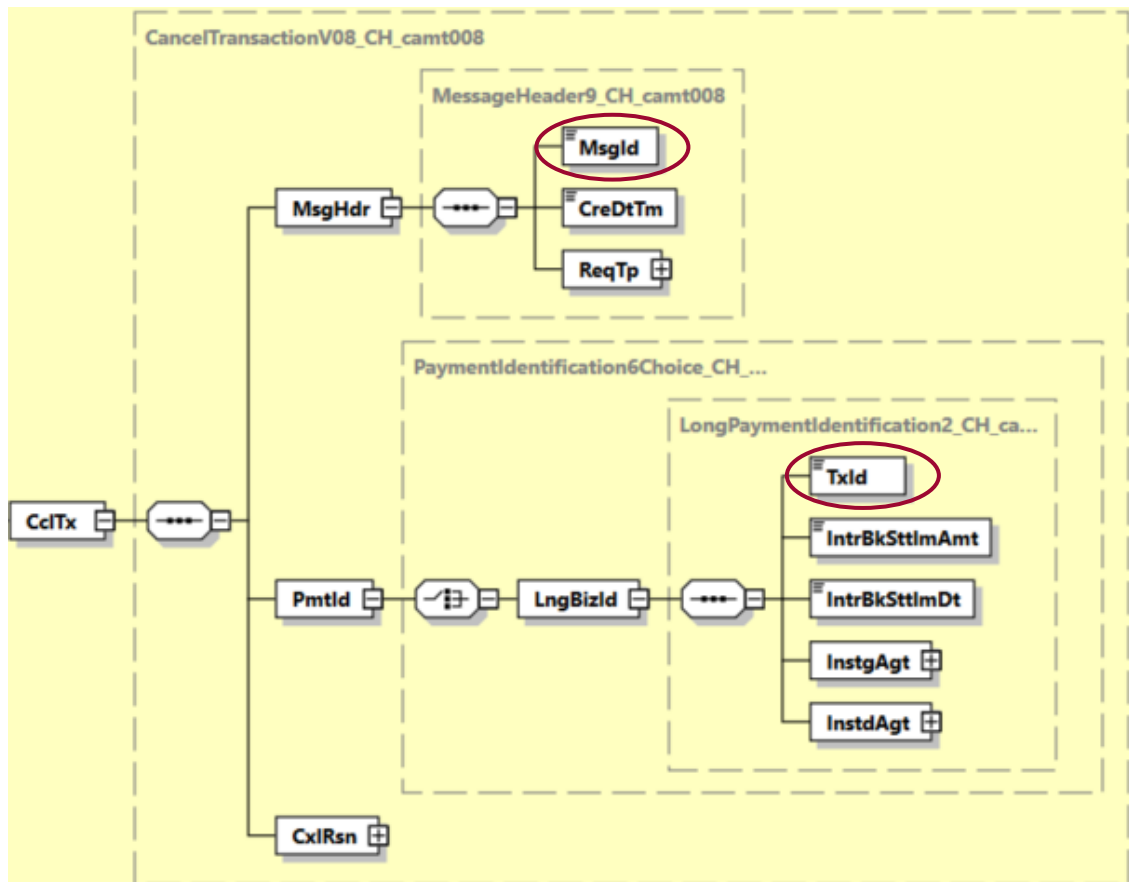 CancelTransactionV08_CH_camt008
MessageHeader9_CH_camt008
MsgId
MsgHdr
CreDtTm
ReqTp
PaymentIdentification6Choice_CH_...
LongPaymentIdentification2_CH_ca...
TxId
CclTx
IntrBkSttlmAmt
PmtId
LngBizId
IntrBkSttlmDt
InstgAgt
InstdAgt
CxlRsn